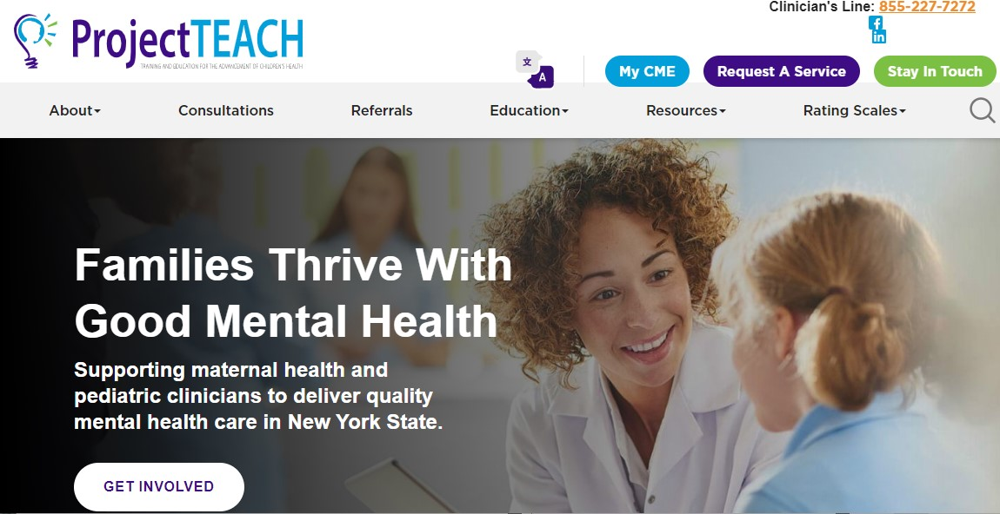 Clinician's Line: 855-227-7272
ProjectTEACH
TRAINING AND EDUCATION FOR THE ADVANCEMENT OF CHILDREN'S HEALTH
文
A
My CME
Request A Service
Stay In Touch
About
Consultations
Referrals
Education
Resources
Rating Scales
Families Thrive With
Good Mental Health
Supporting maternal health and
pediatric clinicians to deliver quality
mental health care in New York State.
GET INVOLVED